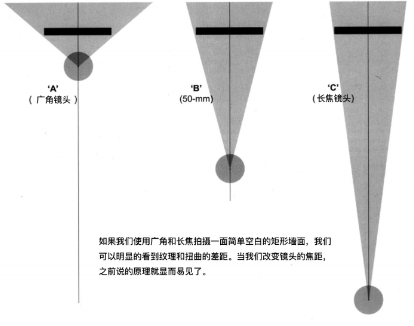 ‘A’
( 广角镜头 )
‘B’
(50-mm)
‘C’
(长焦镜头)
如果我们使用广角和长焦拍摄一面简单空白的矩形墙面，我们
可以明显的看到纹理和扭曲的差距。当我们改变镜头的焦距，
之前说的原理就显而易见了。